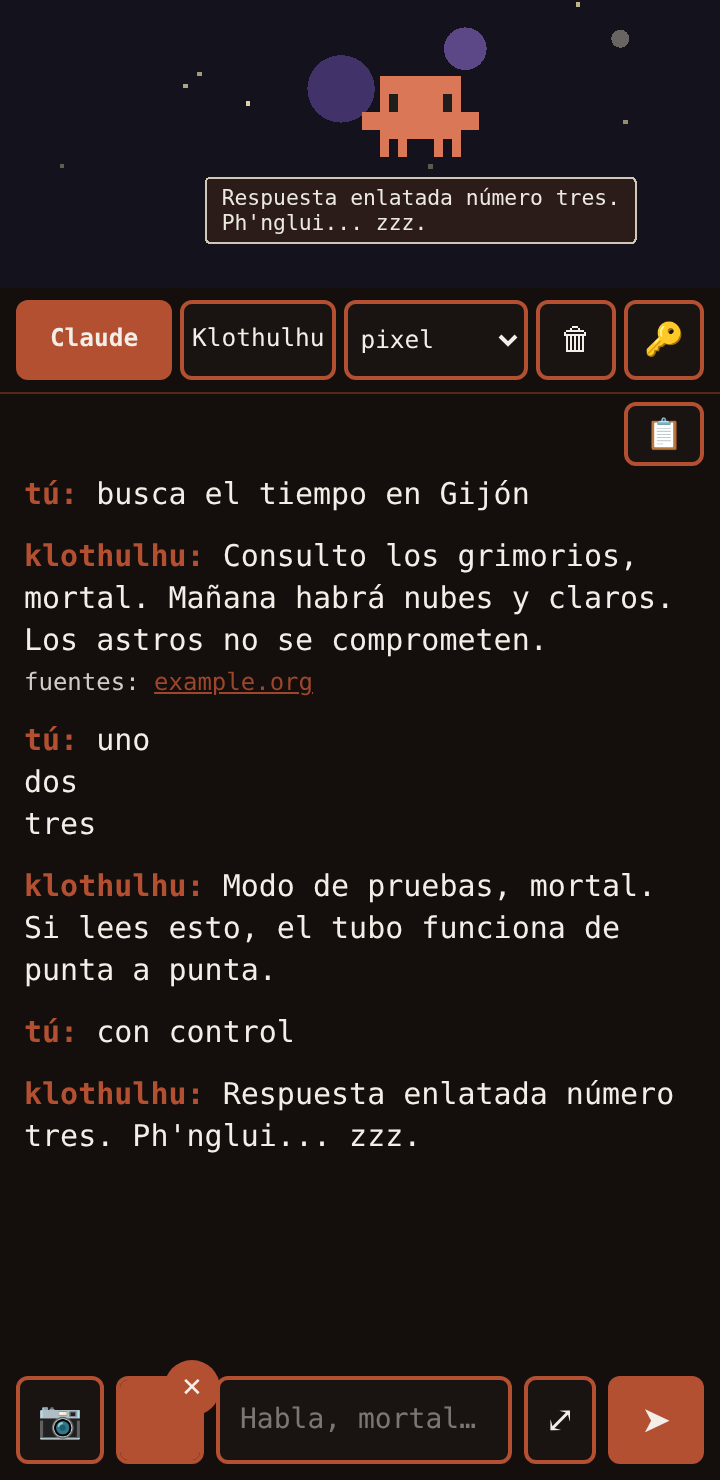 Respuesta enlatada número tres.
Ph'nglui... zzz.
Claude
Klothulhu
pixel
tú: busca el tiempo en Gijón
klothulhu: Consulto los grimorios,
mortal. Mañana habrá nubes y claros.
Los astros no se comprometen.
fuentes: example.org
tú: uno
dos
tres
klothulhu: Modo de pruebas, mortal.
Si lees esto, el tubo funciona de
punta a punta.
tú: con control
klothulhu: Respuesta enlatada número
tres. Ph'nglui... zzz.
Habla, mortal…